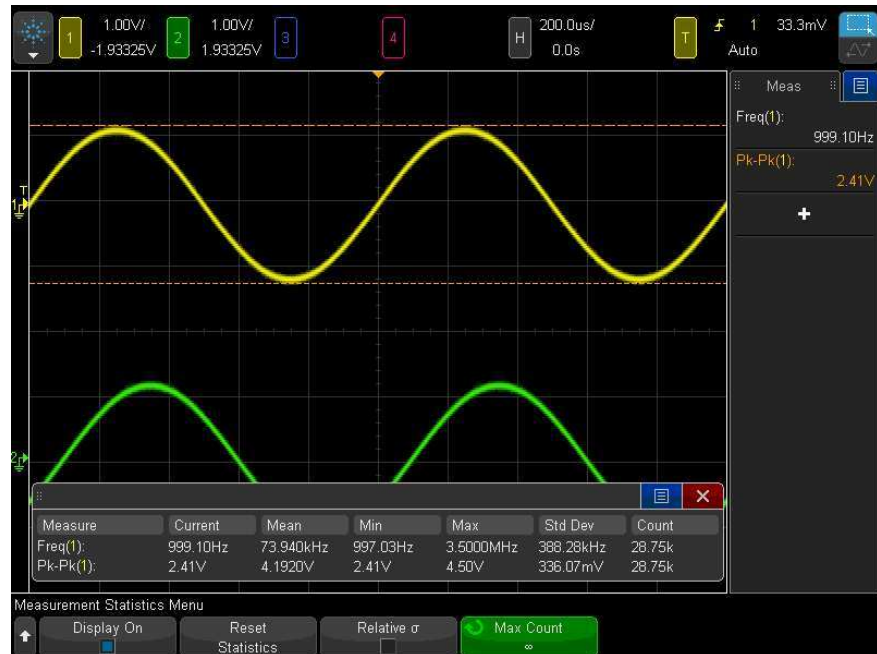 1 1.00V/ -1.93325V
2 1.00V/ 1.93325V
3
4
H 200.0us/ 0.0s
T
1 33.3mV
Auto
Meas
Freq(1):
999.10Hz
Pk-Pk(1):
2.41V
+
T
1
2
Measure Current Mean Min Max Std Dev Count
Freq(1): 999.10Hz 73.940kHz 997.03Hz 3.5000MHz 388.28kHz 28.75k
Pk-Pk(1): 2.41V 4.1920V 2.41V 4.50V 336.07mV 28.75k
Measurement Statistics Menu
Display On
Reset
Statistics
Relative σ
Max Count
∞